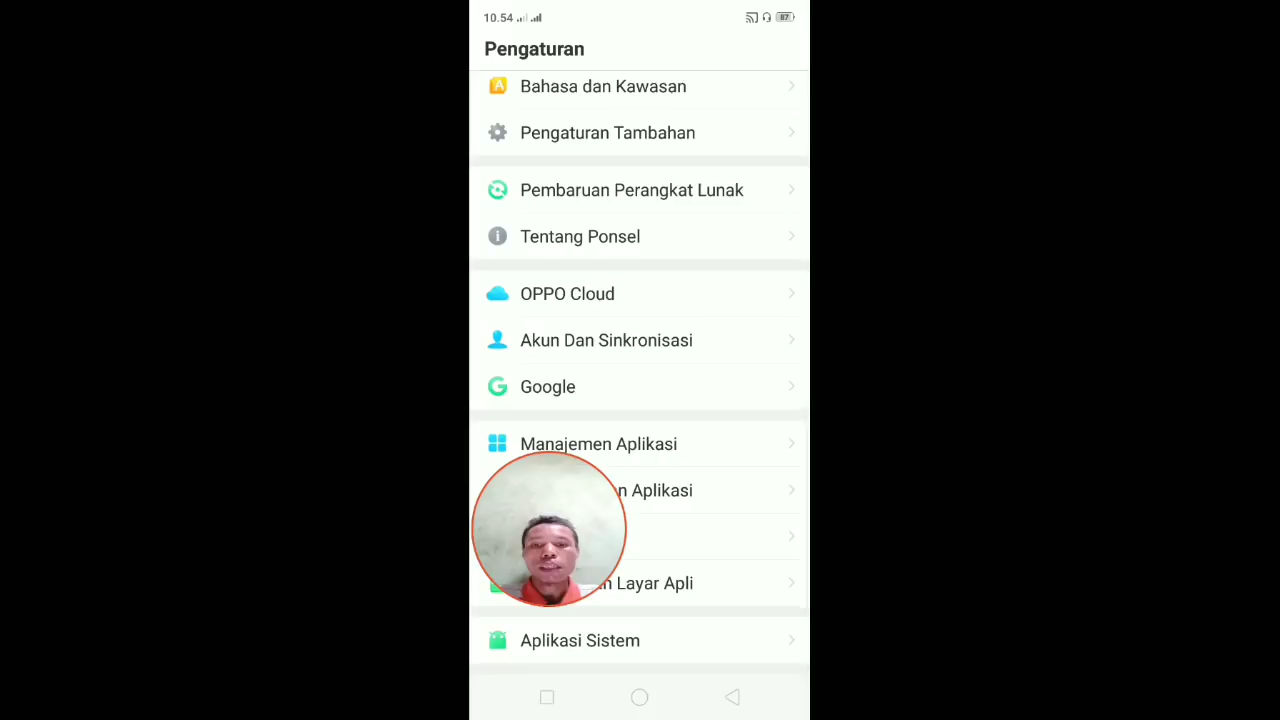 10.54
87
Pengaturan
Bahasa dan Kawasan
Pengaturan Tambahan
Pembaruan Perangkat Lunak
Tentang Ponsel
OPPO Cloud
Akun Dan Sinkronisasi
Google
Manajemen Aplikasi
Aplikasi
Layar Apli
Aplikasi Sistem